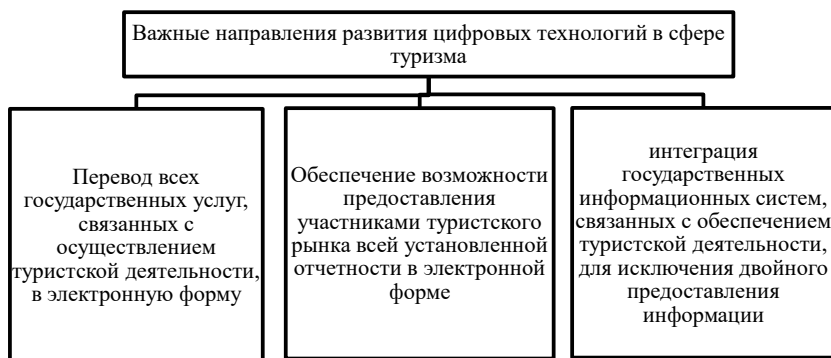 Важные направления развития цифровых технологий в сфере
туризма
Перевод всех
государственных услуг,
связанных с
осуществлением
туристской деятельности,
в электронную форму
Обеспечение возможности
предоставления
участниками туристского
рынка всей установленной
отчетности в электронной
форме
интеграция
государственных
информационных систем,
связанных с обеспечением
туристской деятельности,
для исключения двойного
предоставления
информации